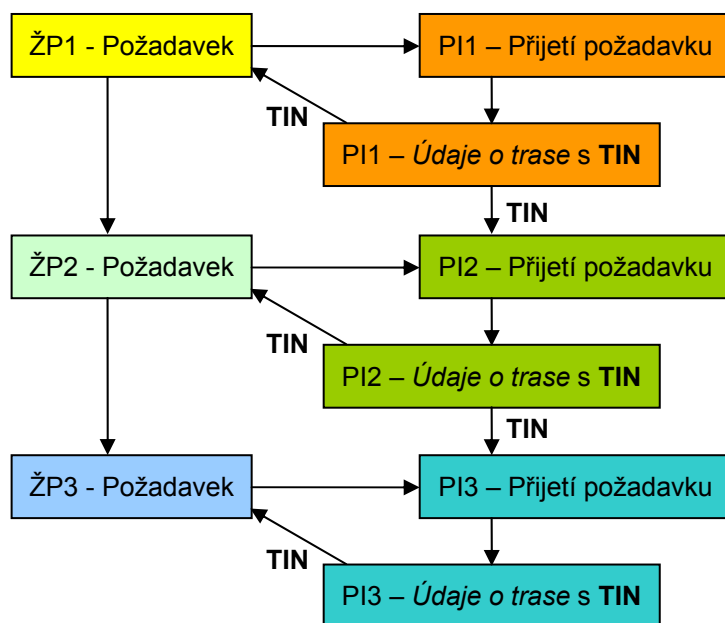 ŽP1 - Požadavek
PI1 – Přijetí požadavku
TIN
PI1 – Údaje o trase s TIN
TIN
ŽP2 - Požadavek
PI2 – Přijetí požadavku
TIN
PI2 – Údaje o trase s TIN
TIN
ŽP3 - Požadavek
PI3 – Přijetí požadavku
TIN
PI3 – Údaje o trase s TIN